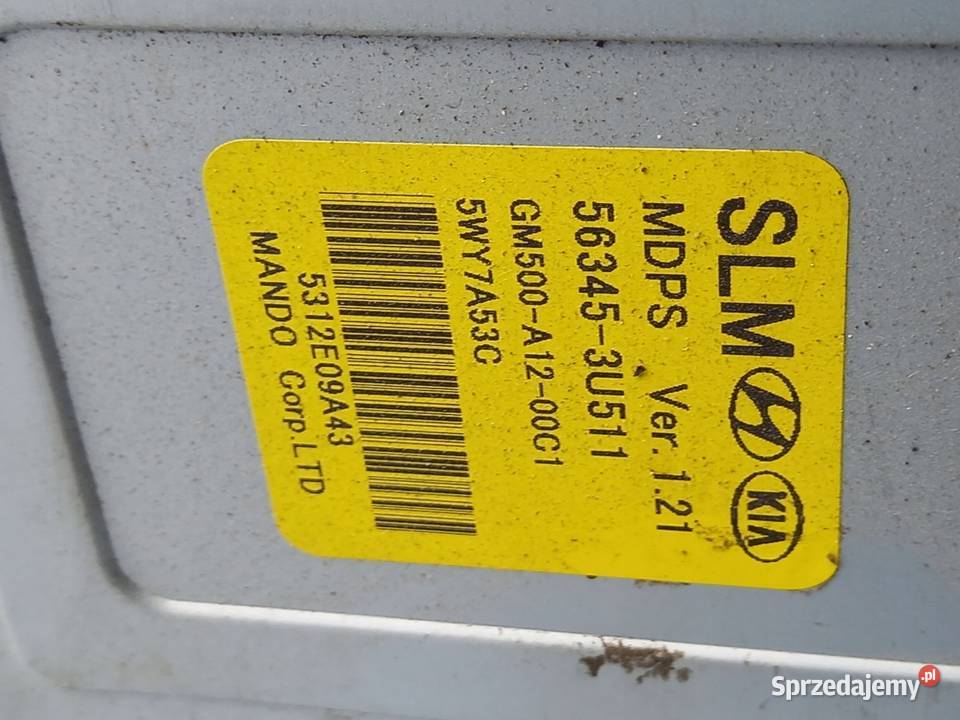 SLM KIA
MDPS Ver. 1.21
56345-3U511
GM500-A12-00C1
5WY7A53C
5312E09A43
MANDO Corp.LTD
Sprzedajemy.pl